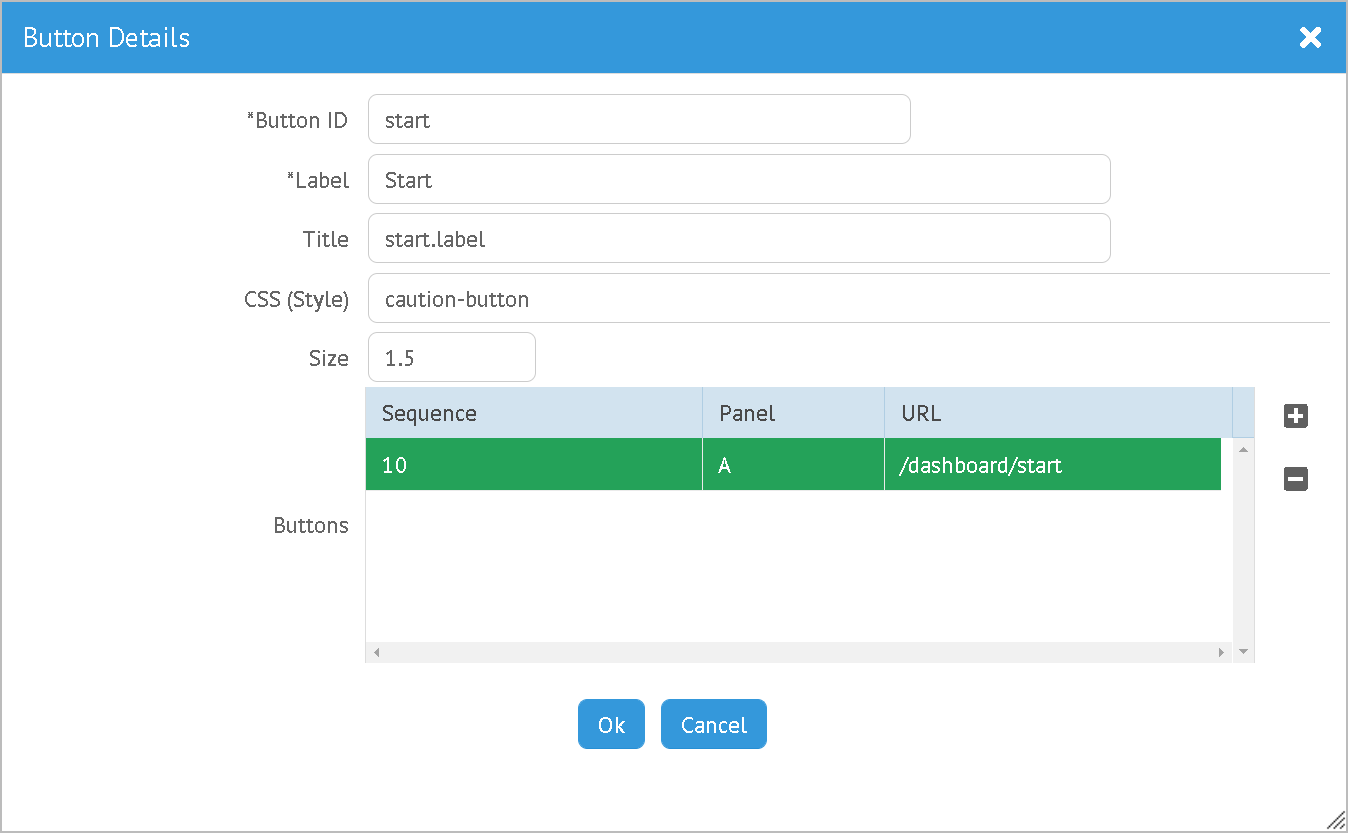 Button Details
*Button ID start
*Label Start
Title start.label
CSS (Style) caution-button
Size 1.5
Sequence Panel URL
10 A /dashboard/start
Buttons
Ok Cancel